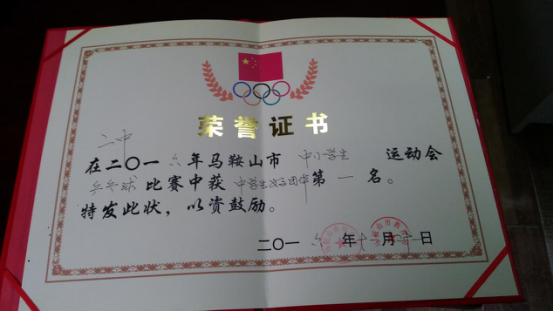 荣誉证书
二中
在二〇一六年马鞍山市中小学生运动会
乒乓球比赛中获中学生女子团体第一名。
特发此状，以资鼓励。
二〇一六年十一月 日